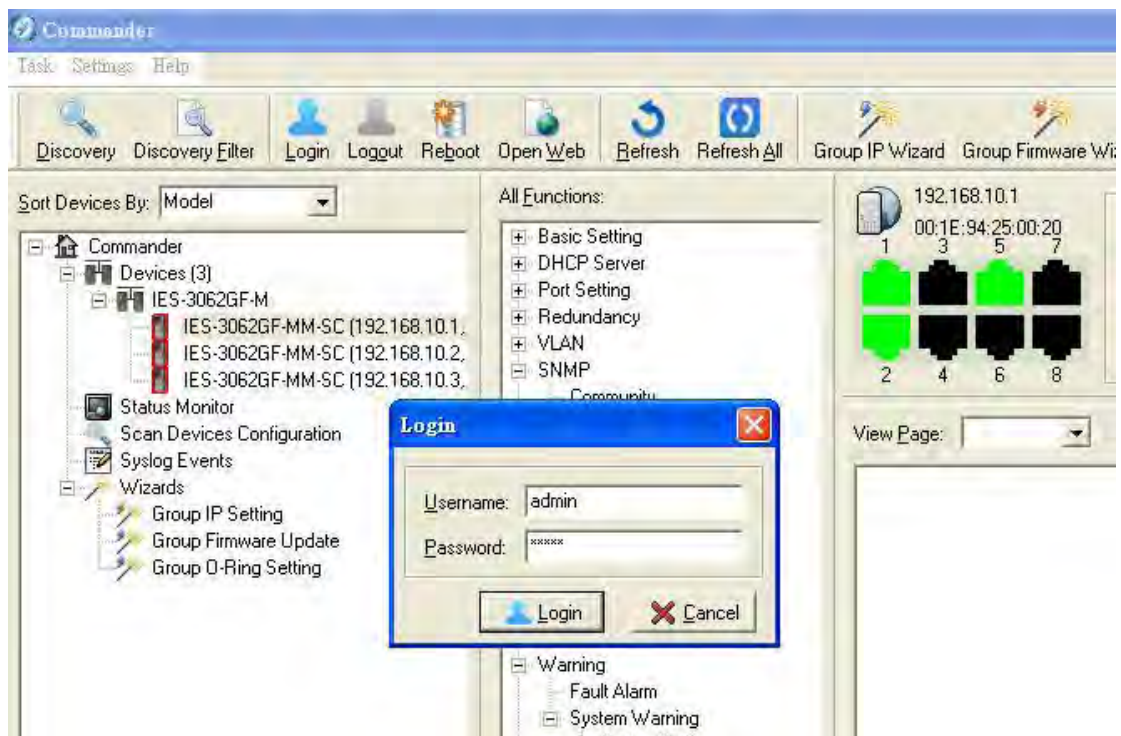 Commander
Task Settings Help
Discovery Discovery Filter Login Logout Reboot Open Web Refresh Refresh All Group IP Wizard Group Firmware Wi
Sort Devices By: Model
Commander
Devices (3)
IES-3062GF-M
IES-3062GF-MM-SC (192.168.10.1,
IES-3062GF-MM-SC (192.168.10.2,
IES-3062GF-MM-SC (192.168.10.3,
Status Monitor
Scan Devices Configuration
Syslog Events
Wizards
Group IP Setting
Group Firmware Update
Group O-Ring Setting
All Functions:
Basic Setting
DHCP Server
Port Setting
Redundancy
VLAN
SNMP
Community
Warning
Fault Alarm
System Warning
192.168.10.1
00:1E:94:25:00:20
1 3 5 7
2 4 6 8
View Page:
Login
Username: admin
Password: *****
Login Cancel